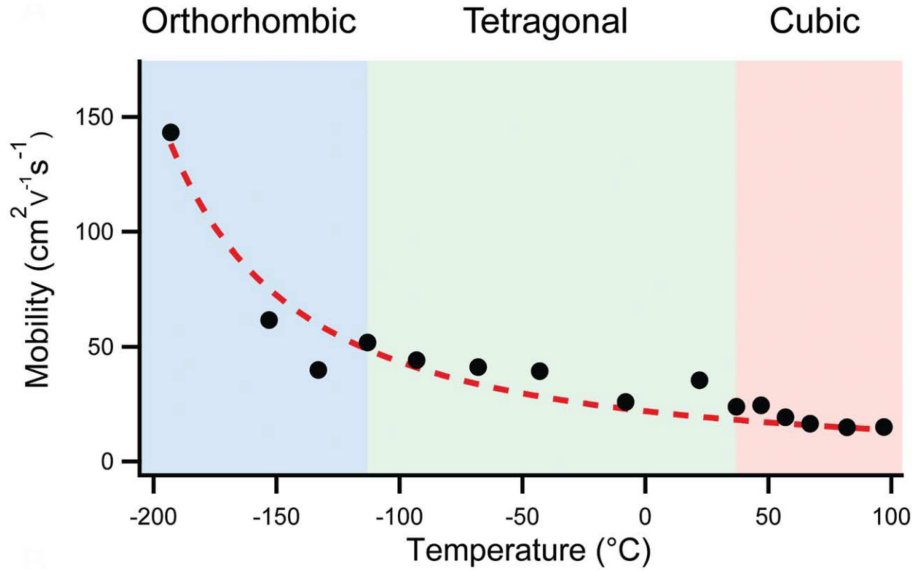 Orthorhombic Tetragonal Cubic
Mobility (cm²v⁻¹s⁻¹)
150
100
50
0
-200 -150 -100 -50 0 50 100
Temperature (°C)